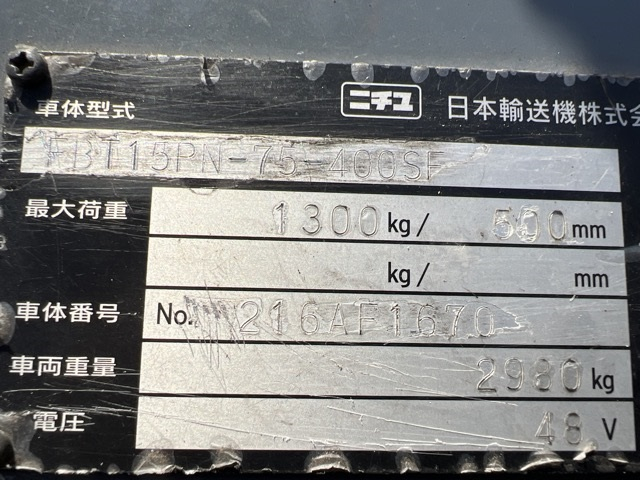 ニチユ 日本輸送機株式会
車体型式
FBT15PN-75-400SF
最大荷重 1300kg/ 500mm
kg/ mm
車体番号 No. 216AF1670
車両重量 2980kg
電圧 48 V